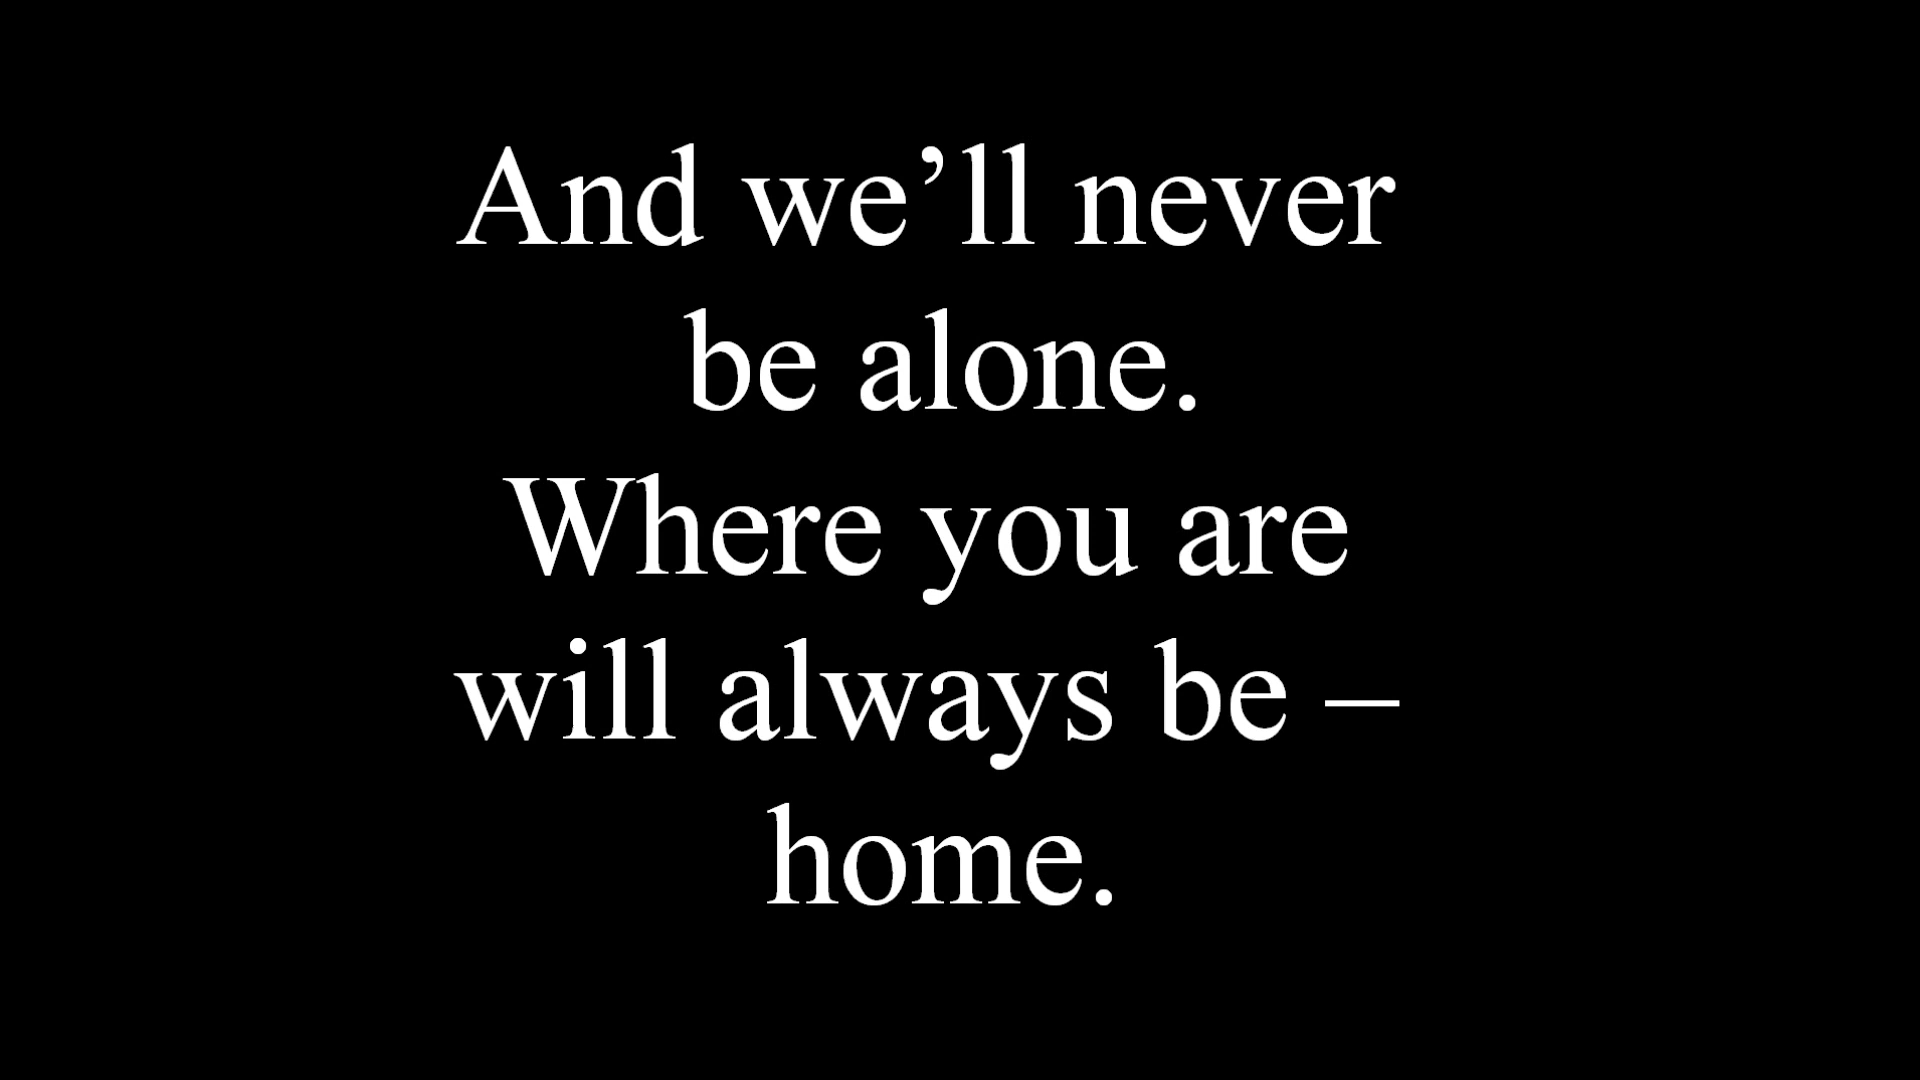 And we’ll never
be alone.
Where you are
will always be –
home.